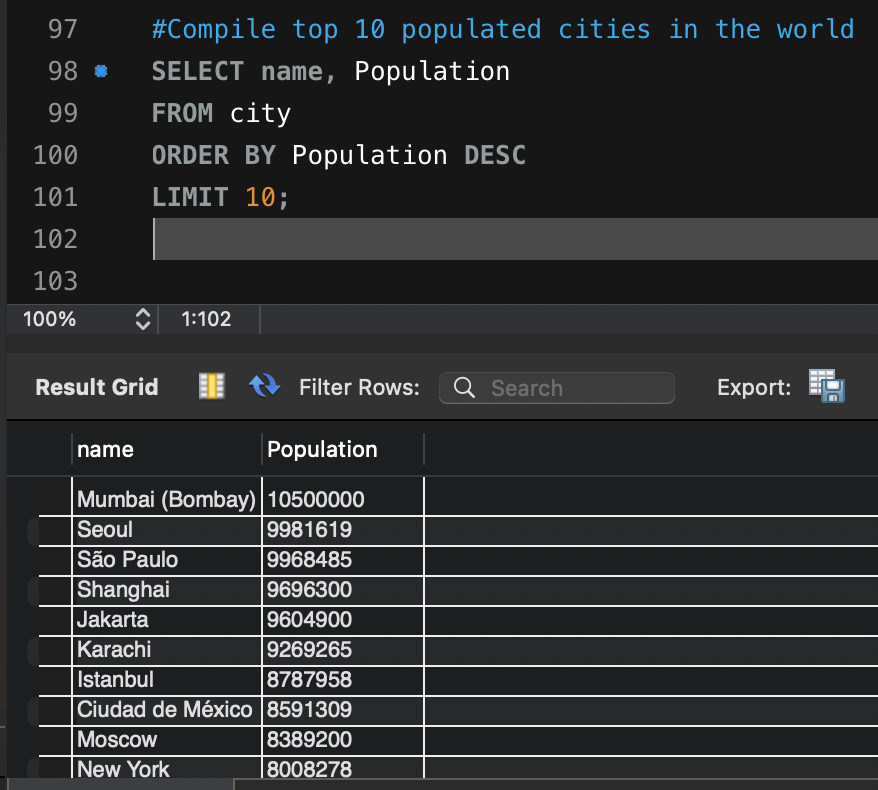 97 #Compile top 10 populated cities in the world
98 SELECT name, Population
99 FROM city
100 ORDER BY Population DESC
101 LIMIT 10;
102
103
100% 1:102
Result Grid Filter Rows: Search Export:
name Population
Mumbai (Bombay) 10500000
Seoul 9981619
São Paulo 9968485
Shanghai 9696300
Jakarta 9604900
Karachi 9269265
Istanbul 8787958
Ciudad de México 8591309
Moscow 8389200
New York 8008278